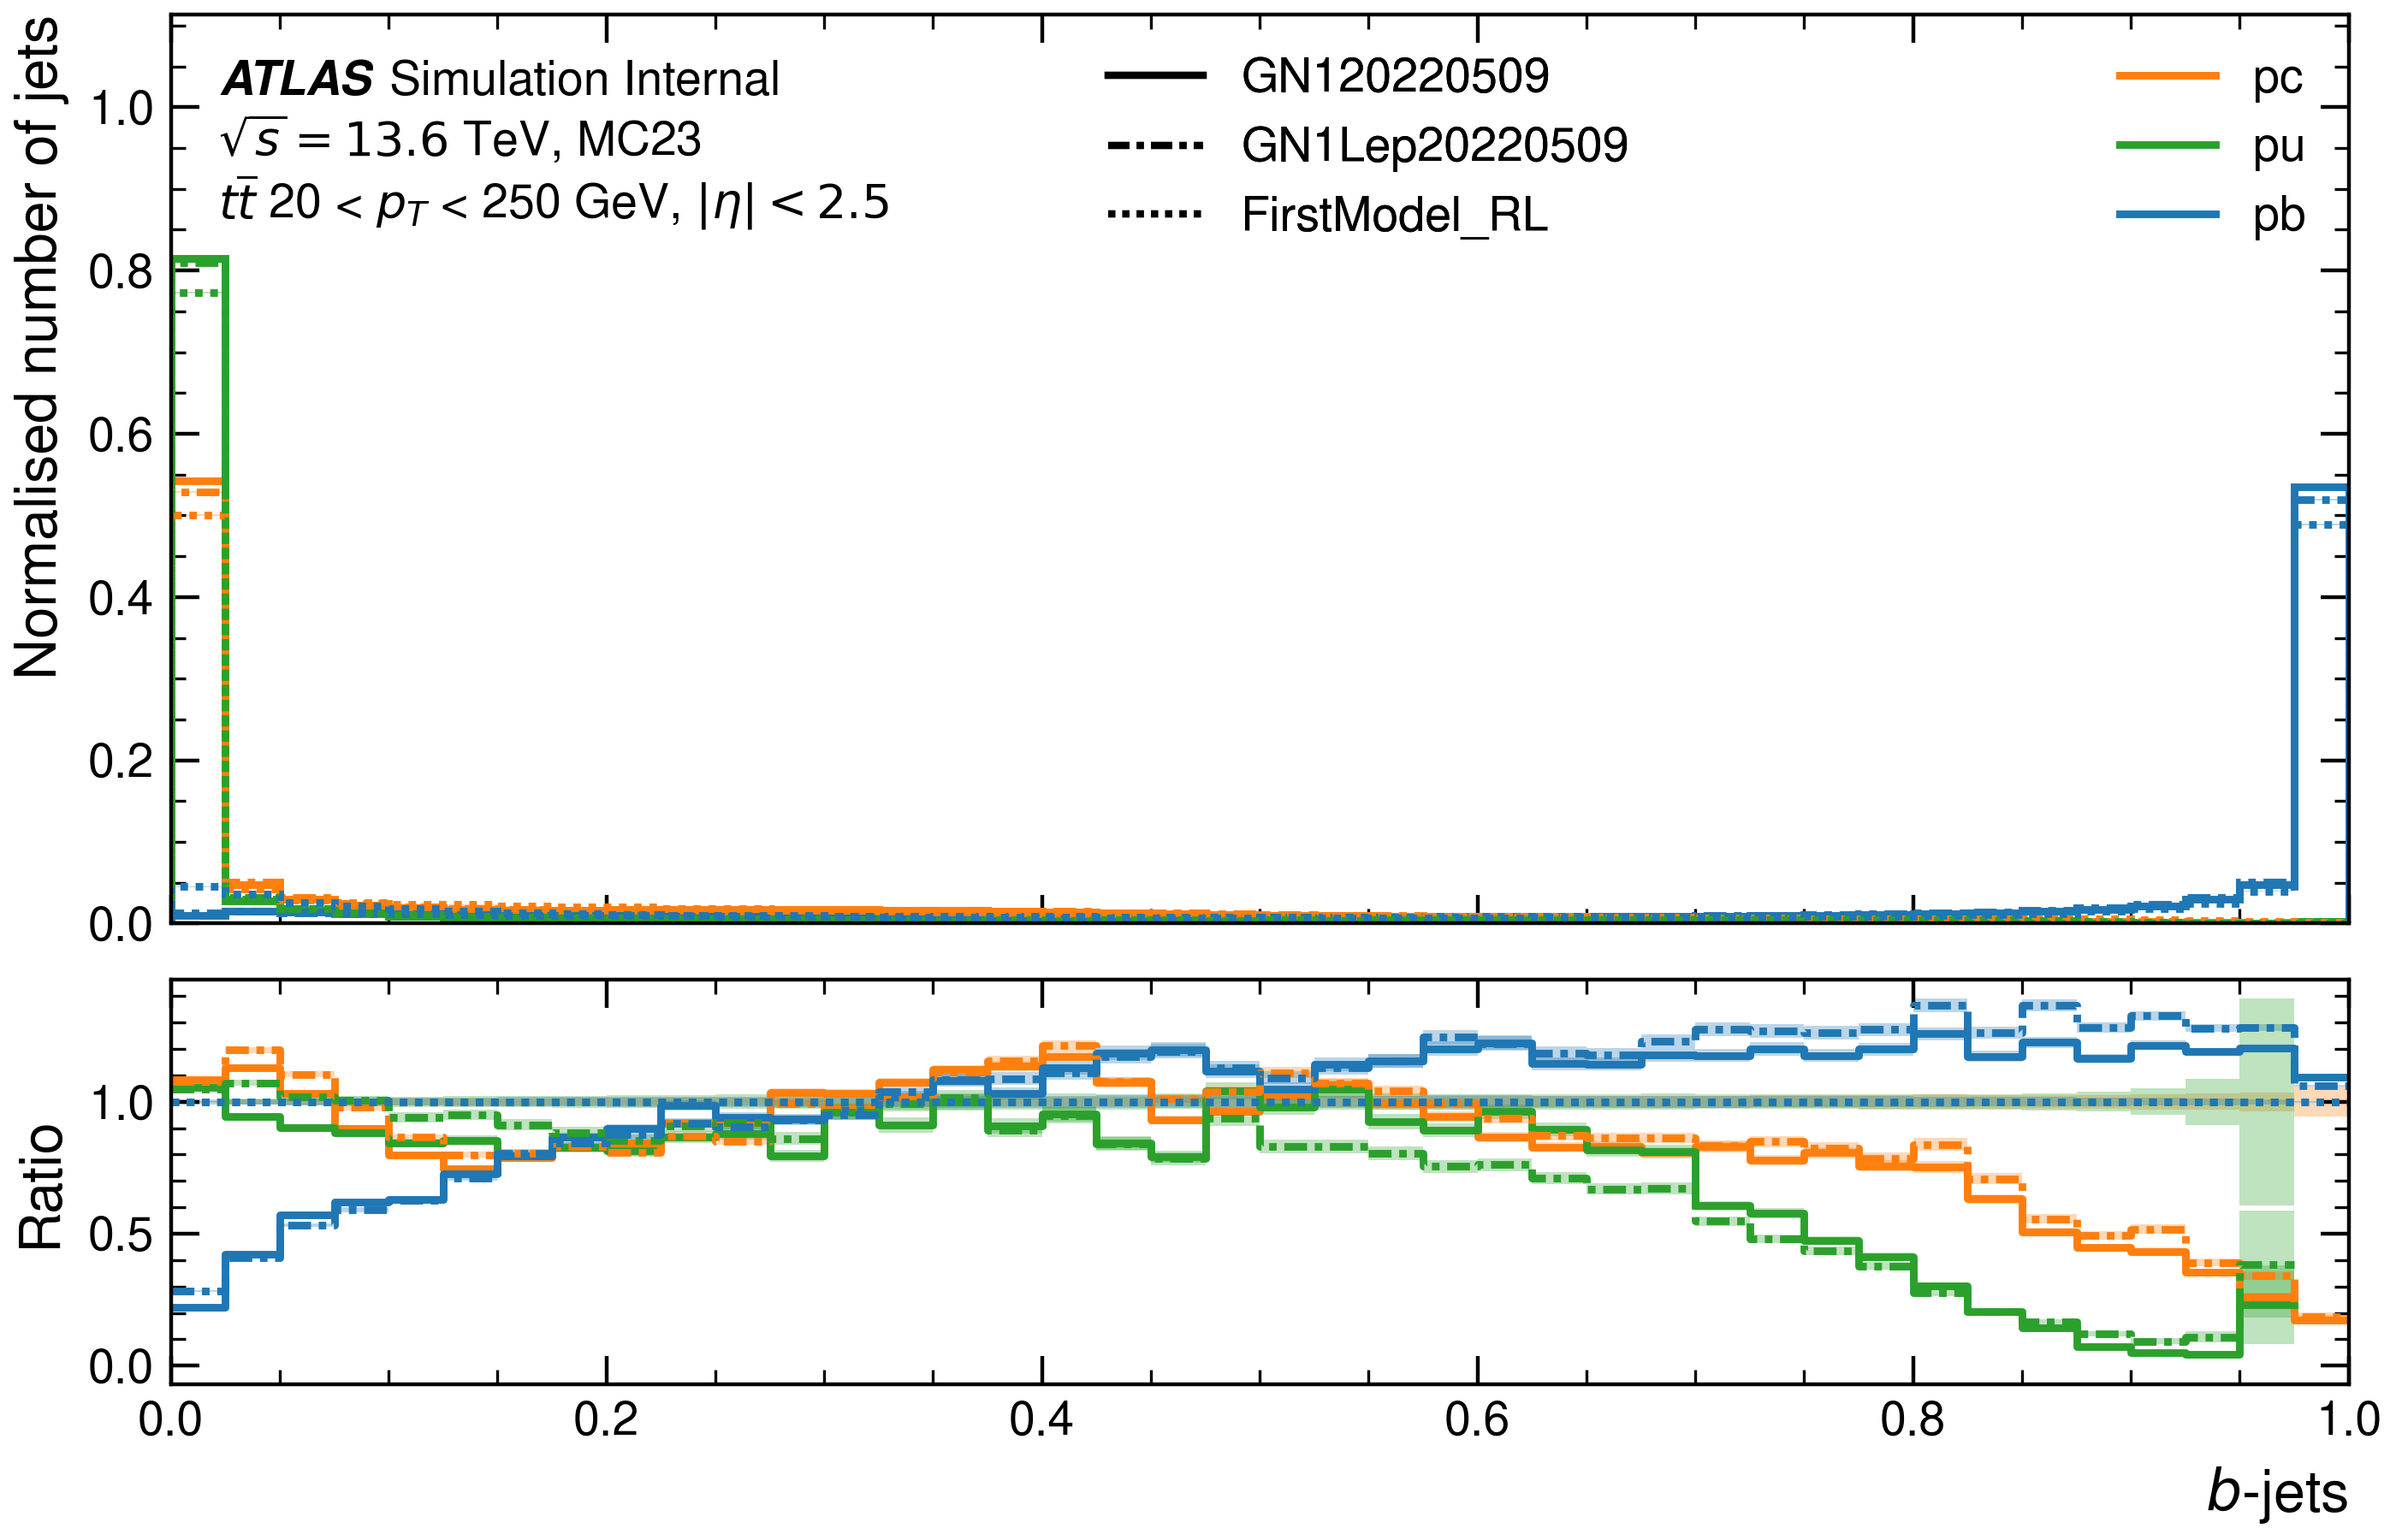 Normalised number of jets
1.0
0.8
0.6
0.4
0.2
0.0
ATLAS Simulation Internal
√s = 13.6 TeV, MC23
tt̄ 20 < pT < 250 GeV, |η| < 2.5
GN120220509
GN1Lep20220509
FirstModel_RL
pc
pu
pb
Ratio
1.0
0.5
0.0
0.0 0.2 0.4 0.6 0.8 1.0
b-jets